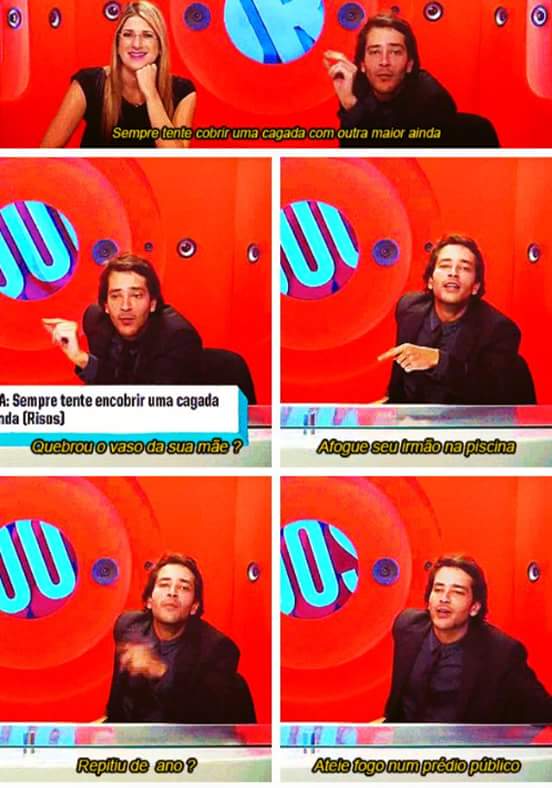 Sempre tente cobrir uma cagada com outra maior ainda
A: Sempre tente encobrir uma cagada
nda (Risos)
Quebrou o vaso da sua mãe ?
Afogue seu irmão na piscina
Repitiu de ano ?
Ateie fogo num prédio público